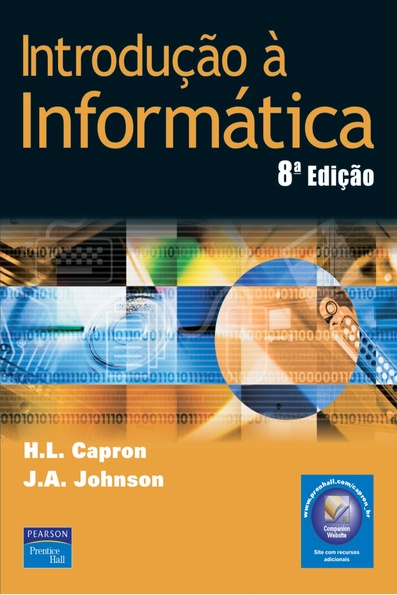 Introdução à
Informática
8ª Edição
H.L. Capron
J.A. Johnson
PEARSON
Prentice
Hall
www.prenhall.com/capron_br
Companion
Website
Site com recursos
adicionais